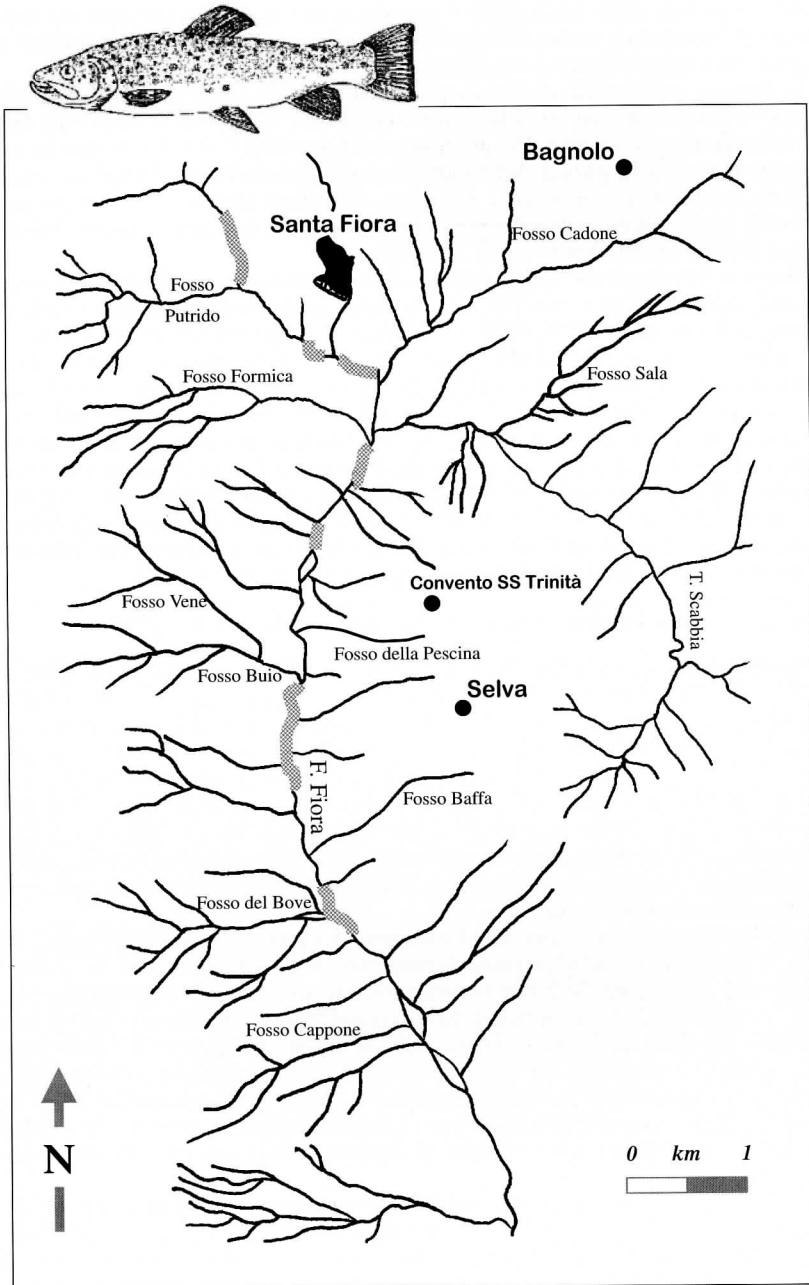 Bagnolo
Santa Fiora
Fosso Cadone
Fosso
Putrido
Fosso Formica
Fosso Sala
Convento SS Trinità
T. Scabbia
Fosso Vene
Fosso della Pescina
Fosso Buio
Selva
F. Fiora
Fosso Baffa
Fosso del Bove
Fosso Cappone
N
0 km 1